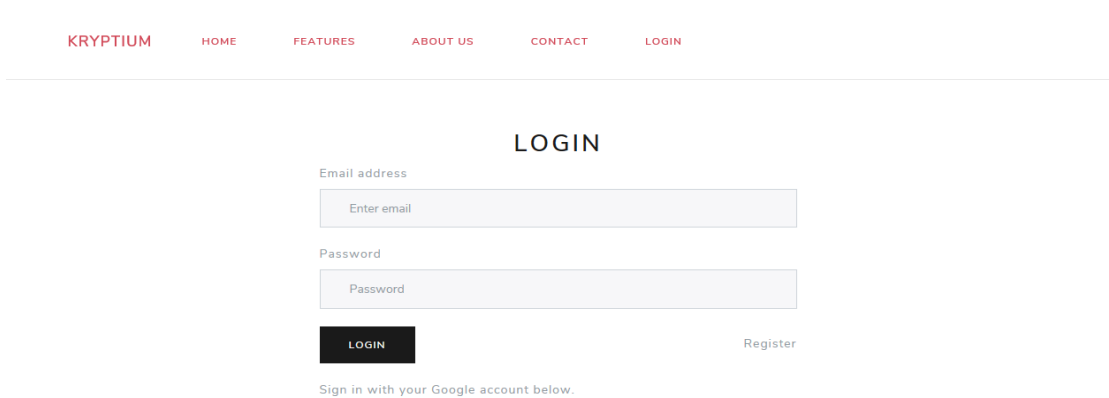 KRYPTIUM HOME FEATURES ABOUT US CONTACT LOGIN
LOGIN
Email address
Enter email
Password
Password
LOGIN Register
Sign in with your Google account below.